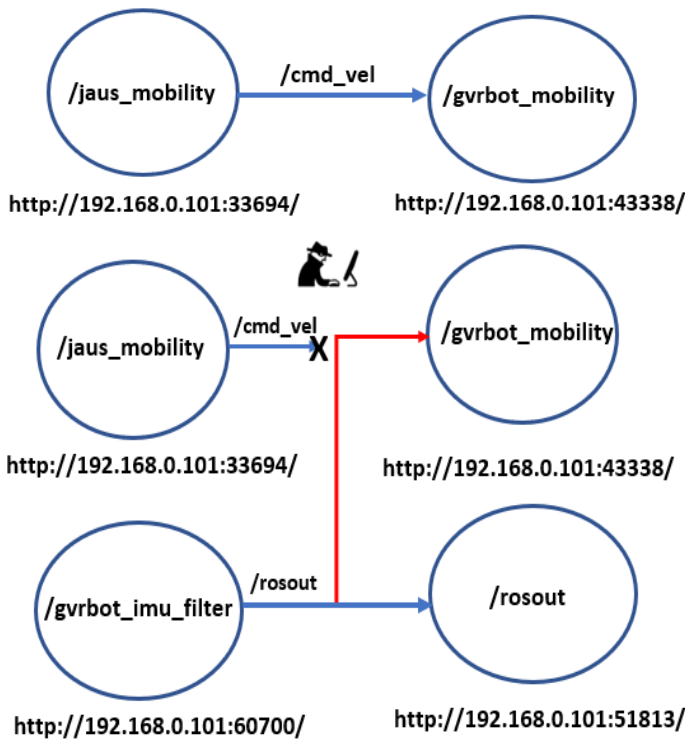 /cmd_vel
/jaus_mobility
/gvrbot_mobility
http://192.168.0.101:33694/
http://192.168.0.101:43338/
/cmd_vel
X
/jaus_mobility
/gvrbot_mobility
http://192.168.0.101:33694/
http://192.168.0.101:43338/
/rosout
/gvrbot_imu_filter
/rosout
http://192.168.0.101:60700/
http://192.168.0.101:51813/